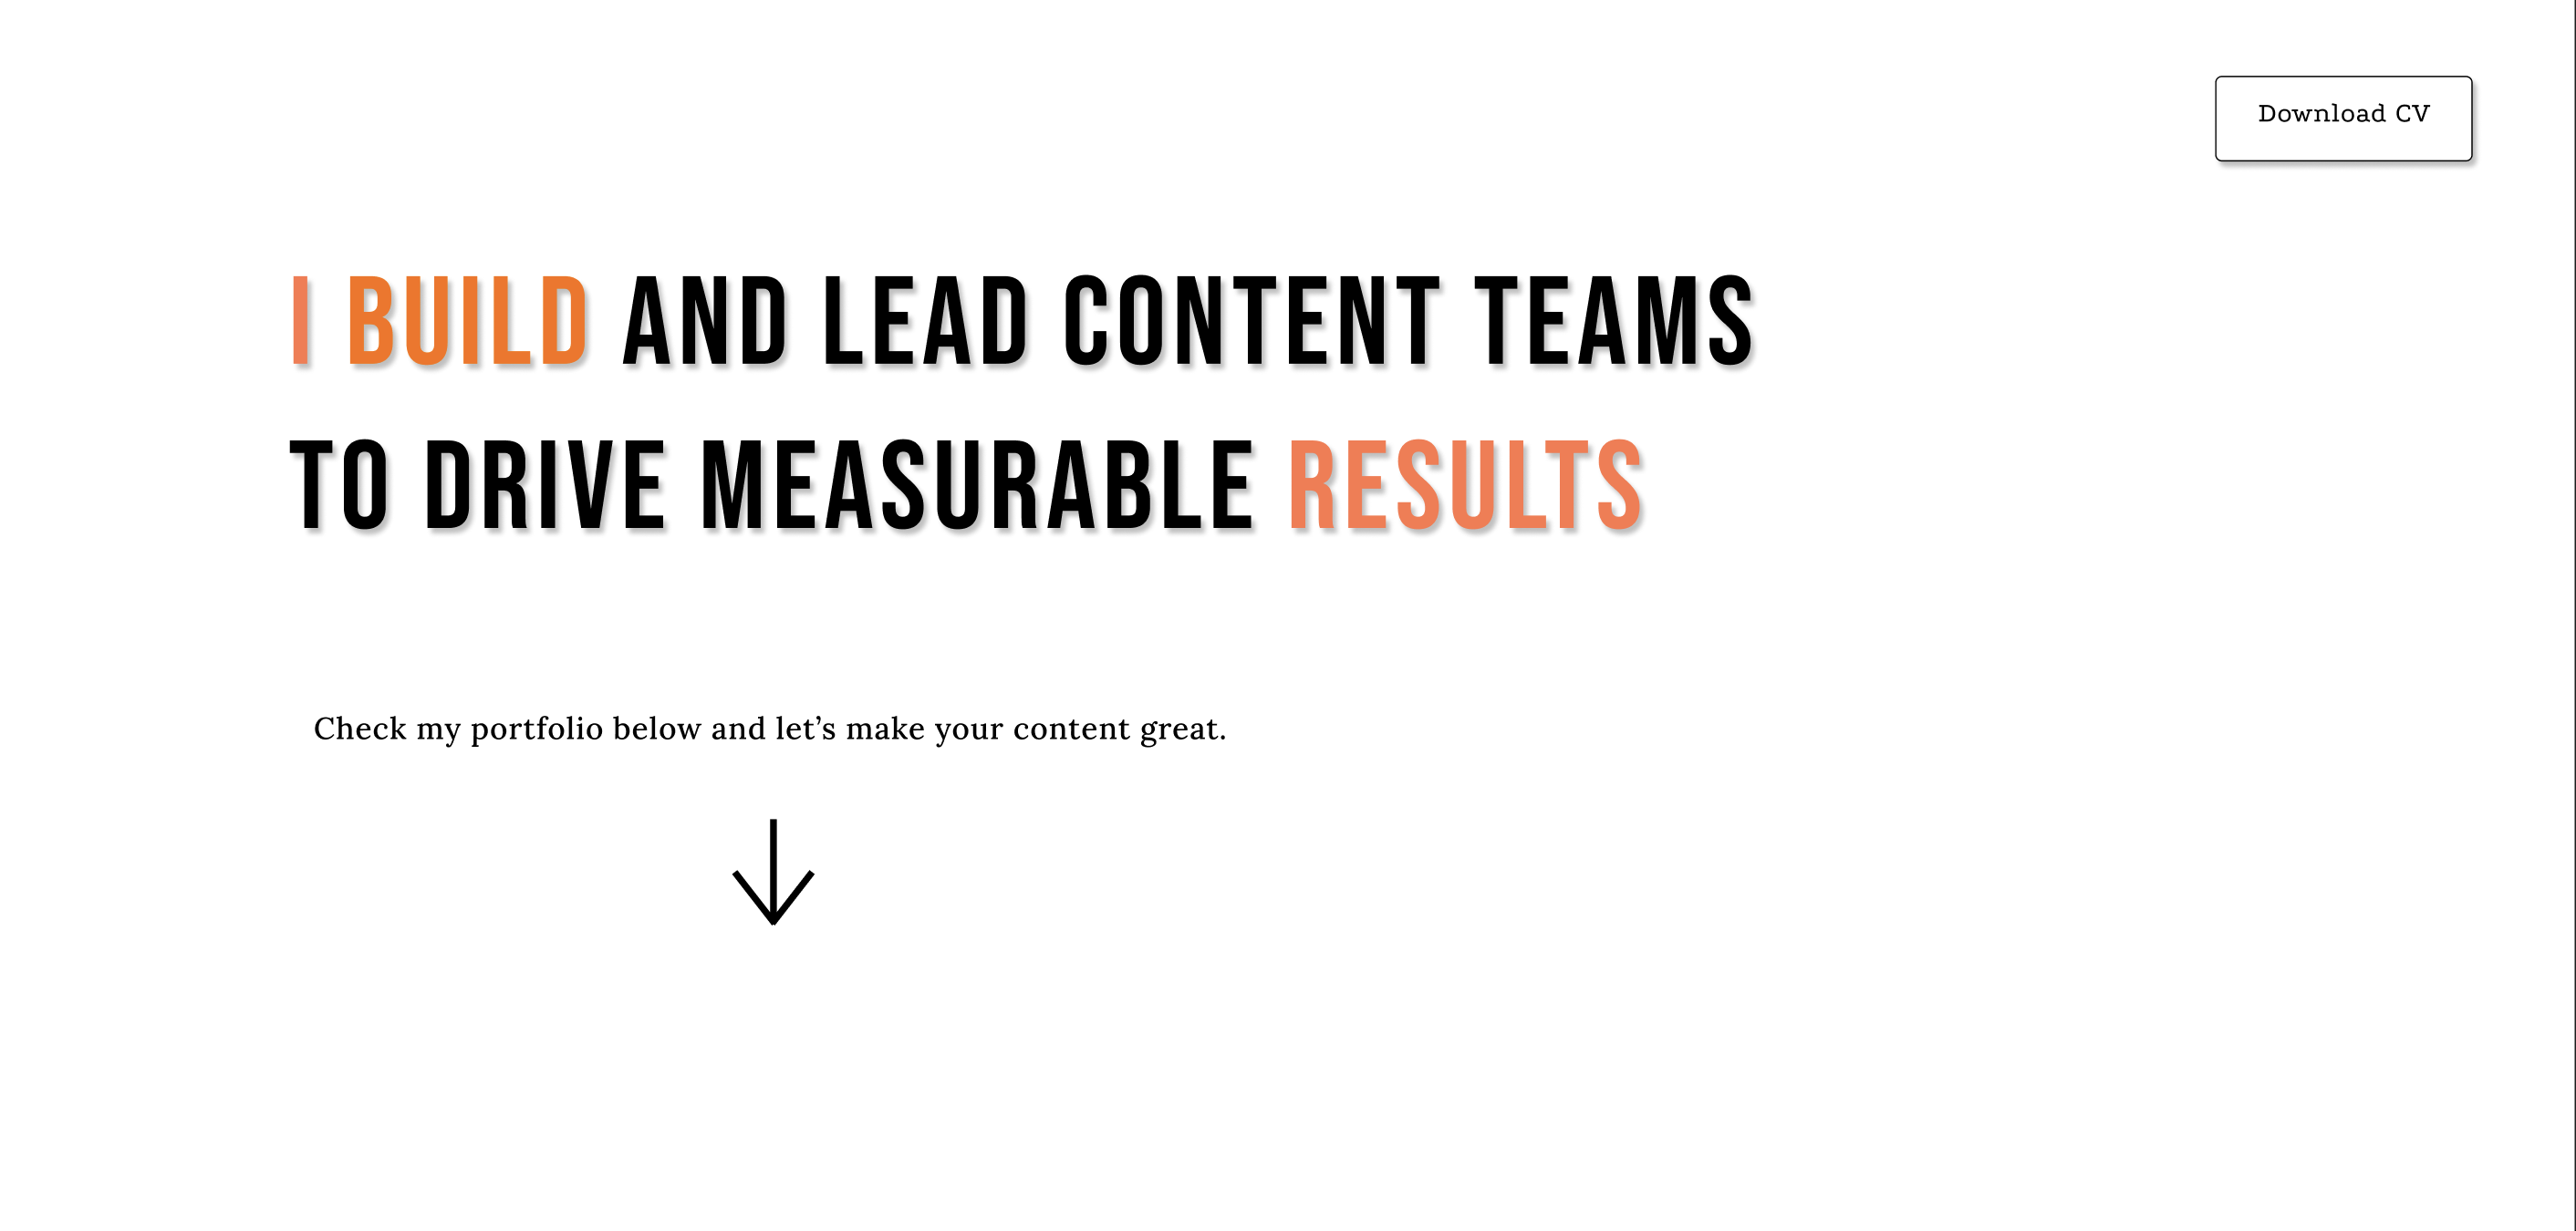 Download CV
I BUILD AND LEAD CONTENT TEAMS
TO DRIVE MEASURABLE RESULTS
Check my portfolio below and let’s make your content great.